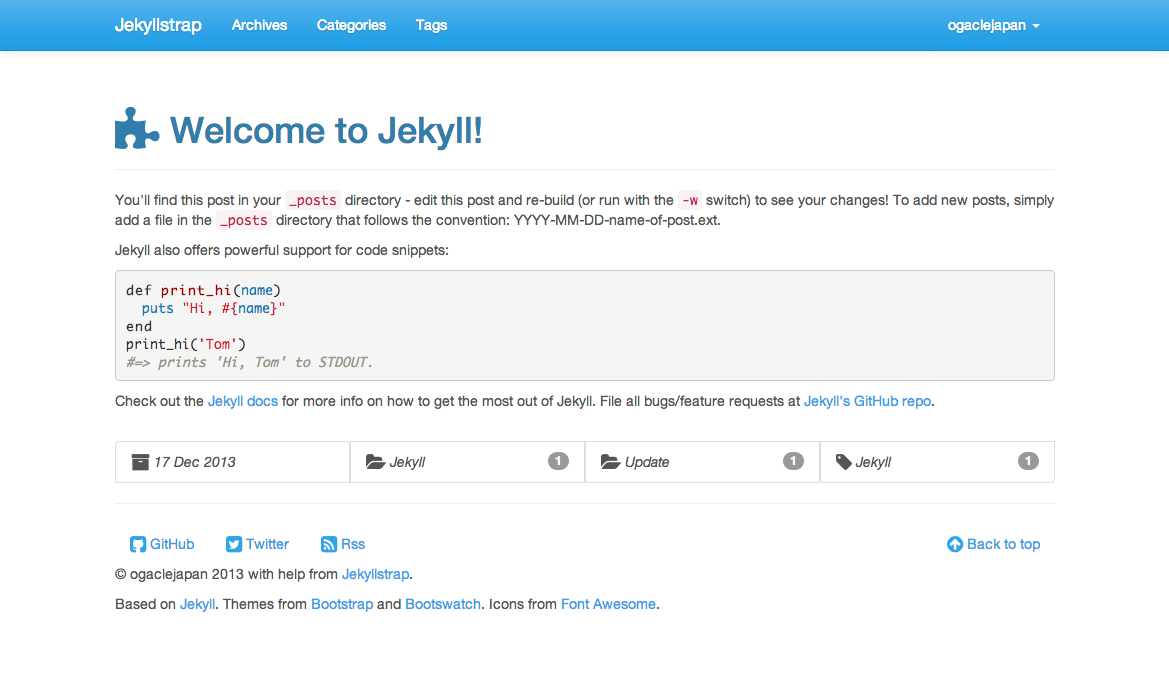 Jekyllstrap Archives Categories Tags ogaclejapan
Welcome to Jekyll!
You'll find this post in your _posts directory - edit this post and re-build (or run with the -w switch) to see your changes! To add new posts, simply
add a file in the _posts directory that follows the convention: YYYY-MM-DD-name-of-post.ext.
Jekyll also offers powerful support for code snippets:
def print_hi(name)
  puts "Hi, #{name}"
end
print_hi('Tom')
#=> prints 'Hi, Tom' to STDOUT.
Check out the Jekyll docs for more info on how to get the most out of Jekyll. File all bugs/feature requests at Jekyll's GitHub repo.
17 Dec 2013 Jekyll 1 Update 1 Jekyll 1
GitHub Twitter Rss Back to top
© ogaclejapan 2013 with help from Jekyllstrap.
Based on Jekyll. Themes from Bootstrap and Bootswatch. Icons from Font Awesome.